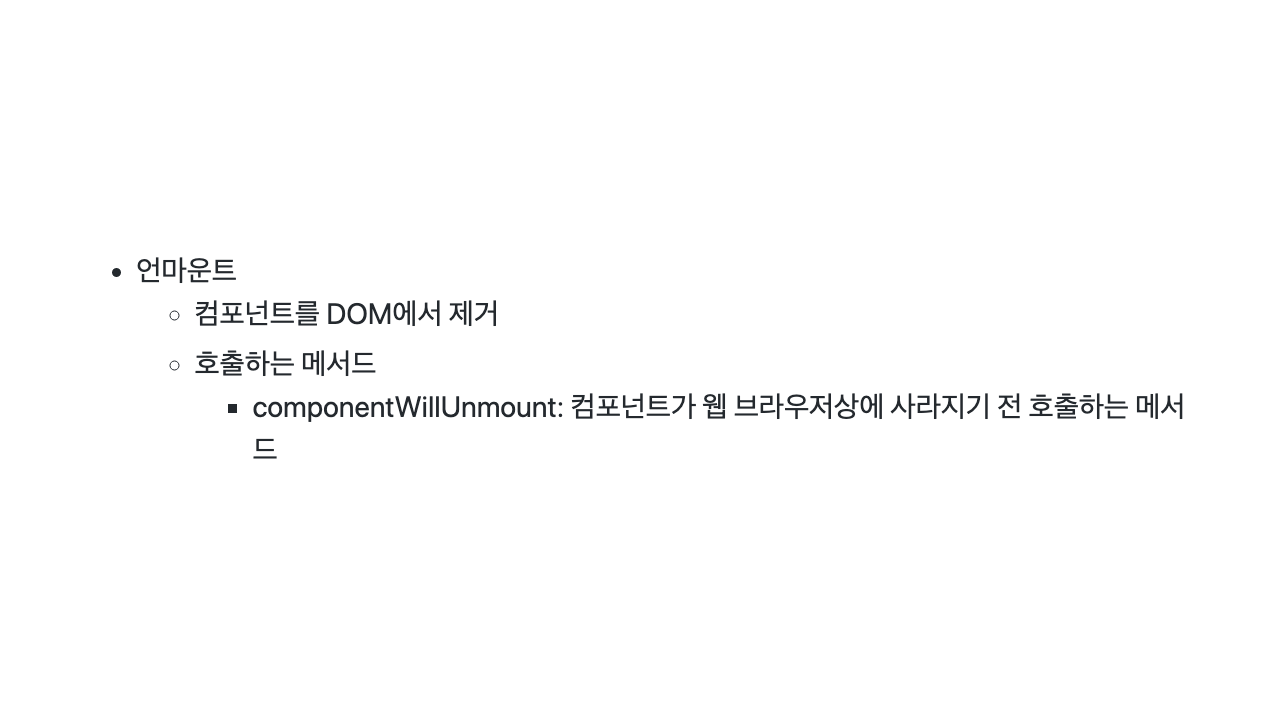 언마운트
컴포넌트를 DOM에서 제거
호출하는 메서드
componentWillUnmount: 컴포넌트가 웹 브라우저상에 사라지기 전 호출하는 메서
드